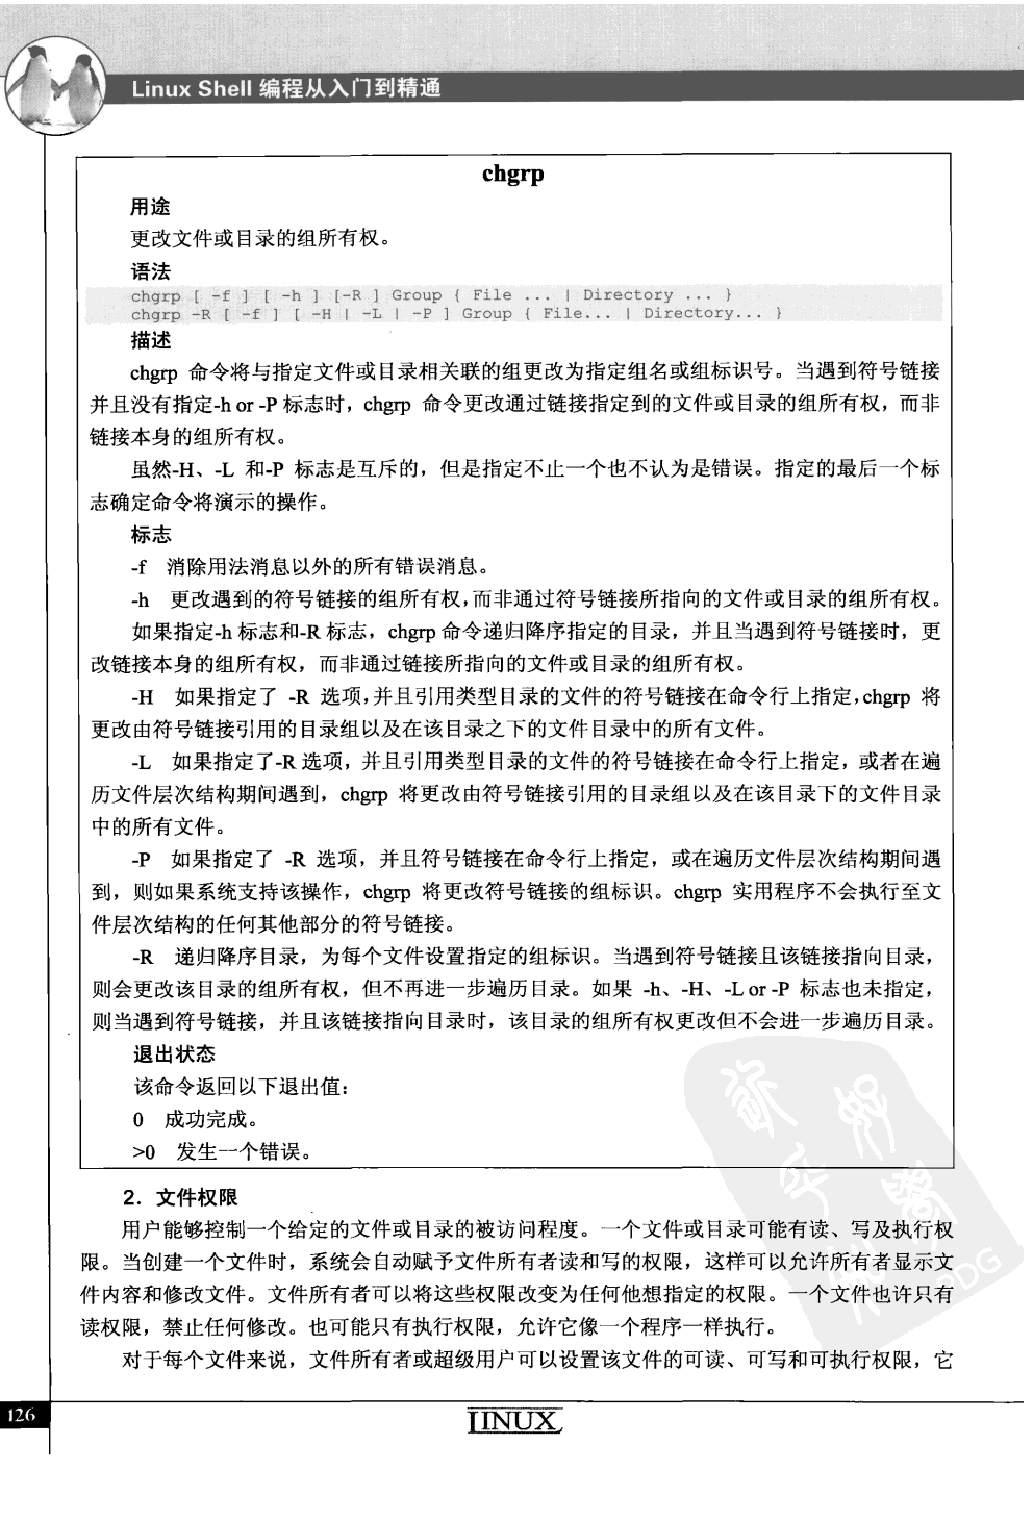 Linux Shell 编程从入门到精通
chgrp
用途
更改文件或目录的组所有权。
语法
chgrp [ -f ] [ -h ] [-R ] Group { File ... | Directory ... }
chgrp -R [ -f ] [ -H | -L | -P ] Group { File... | Directory... }
描述
chgrp 命令将与指定文件或目录相关联的组更改为指定组名或组标识号。当遇到符号链接
并且没有指定-h or -P 标志时，chgrp 命令更改通过链接指定到的文件或目录的组所有权，而非
链接本身的组所有权。
虽然-H、-L 和-P 标志是互斥的，但是指定不止一个也不认为是错误。指定的最后一个标
志确定命令将演示的操作。
标志
-f 消除用法消息以外的所有错误消息。
-h 更改遇到的符号链接的组所有权，而非通过符号链接所指向的文件或目录的组所有权。
如果指定-h 标志和-R 标志，chgrp 命令递归降序指定的目录，并且当遇到符号链接时，更
改链接本身的组所有权，而非通过链接所指向的文件或目录的组所有权。
-H 如果指定了 -R 选项，并且引用类型目录的文件的符号链接在命令行上指定，chgrp 将
更改由符号链接引用的目录组以及在该目录之下的文件目录中的所有文件。
-L 如果指定了-R 选项，并且引用类型目录的文件的符号链接在命令行上指定，或者在遍
历文件层次结构期间遇到，chgrp 将更改由符号链接引用的目录组以及在该目录下的文件目录
中的所有文件。
-P 如果指定了 -R 选项，并且符号链接在命令行上指定，或在遍历文件层次结构期间遇
到，则如果系统支持该操作，chgrp 将更改符号链接的组标识。chgrp 实用程序不会执行至文
件层次结构的任何其他部分的符号链接。
-R 递归降序目录，为每个文件设置指定的组标识。当遇到符号链接且该链接指向目录，
则会更改该目录的组所有权，但不再进一步遍历目录。如果 -h、-H、-L or -P 标志也未指定，
则当遇到符号链接，并且该链接指向目录时，该目录的组所有权更改但不会进一步遍历目录。
退出状态
该命令返回以下退出值：
0 成功完成。
>0 发生一个错误。
2．文件权限
用户能够控制一个给定的文件或目录的被访问程度。一个文件或目录可能有读、写及执行权
限。当创建一个文件时，系统会自动赋予文件所有者读和写的权限，这样可以允许所有者显示文
件内容和修改文件。文件所有者可以将这些权限改变为任何他想指定的权限。一个文件也许只有
读权限，禁止任何修改。也可能只有执行权限，允许它像一个程序一样执行。
对于每个文件来说，文件所有者或超级用户可以设置该文件的可读、可写和可执行权限，它
126
LINUX
PDG